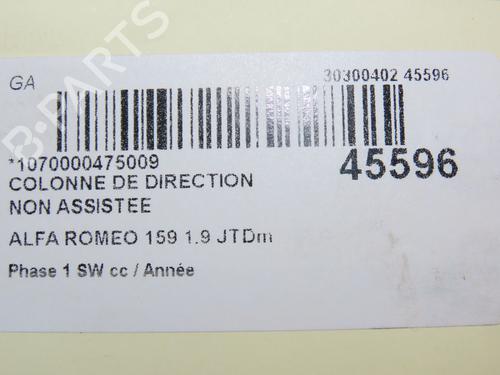 GA
30300402 45596
*1070000475009
45596
COLONNE DE DIRECTION
NON ASSISTEE
ALFA ROMEO 159 1.9 JTDm
Phase 1 SW cc / Année
B-PARTS